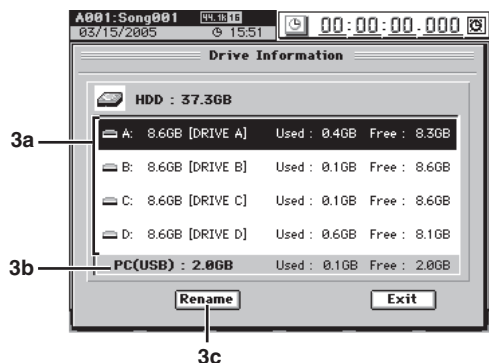 A001:Song001 44.1k 16
03/15/2005 15:51 00:00:00.000
Drive Information
HDD : 37.3GB
3a
A: 8.6GB [DRIVE A] Used : 0.4GB Free : 8.3GB
B: 8.6GB [DRIVE B] Used : 0.1GB Free : 8.6GB
C: 8.6GB [DRIVE C] Used : 0.1GB Free : 8.6GB
D: 8.6GB [DRIVE D] Used : 0.6GB Free : 8.1GB
3b
PC(USB) : 2.0GB Used : 0.1GB Free : 2.0GB
Rename Exit
3c